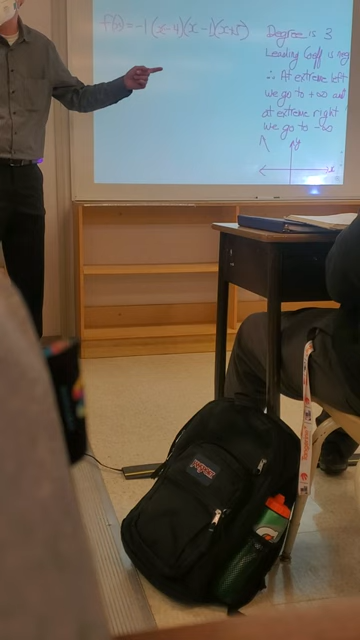 f(x) = -1(x-4)(x-1)(x+5)
Degree is 3
Leading Coeff is neg
∴ At extreme left
we go to +∞ and
at extreme right
we go to -∞
y
x
JANSPORT